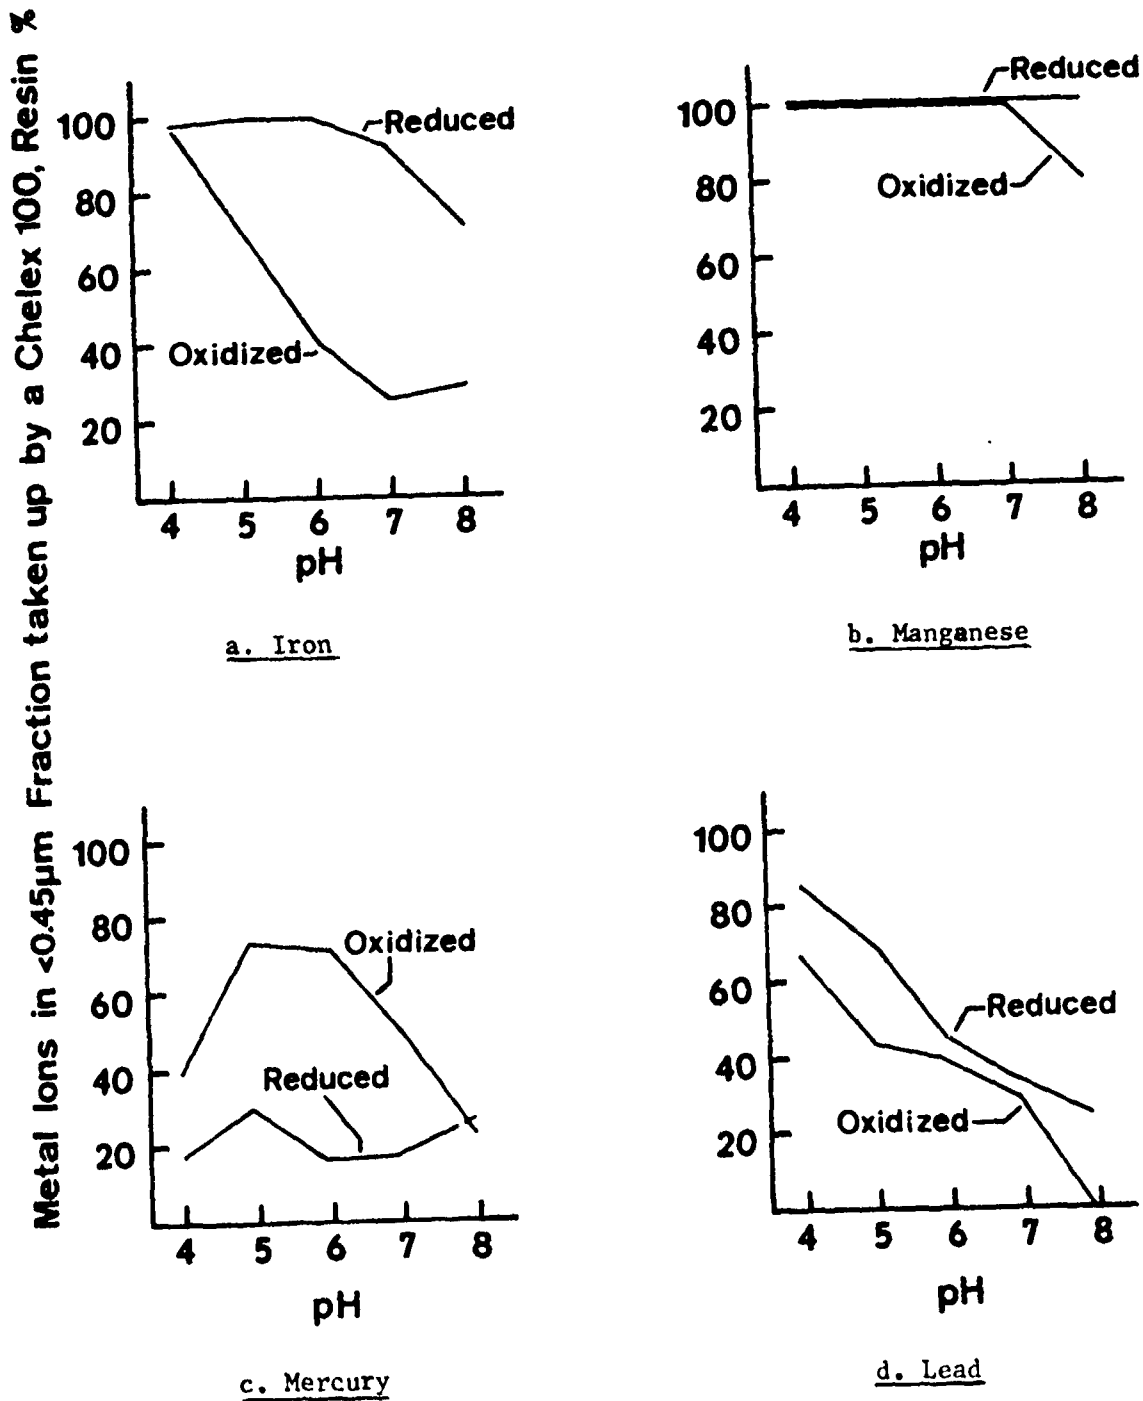 Metal Ions in <0.45µm Fraction taken up by a Chelex 100, Resin %
100
80
60
40
20
Reduced
Oxidized
4 5 6 7 8
pH
a. Iron
100
80
60
40
20
Reduced
Oxidized
4 5 6 7 8
pH
b. Manganese
100
80
60
40
20
Oxidized
Reduced
4 5 6 7 8
pH
c. Mercury
100
80
60
40
20
Reduced
Oxidized
4 5 6 7 8
pH
d. Lead